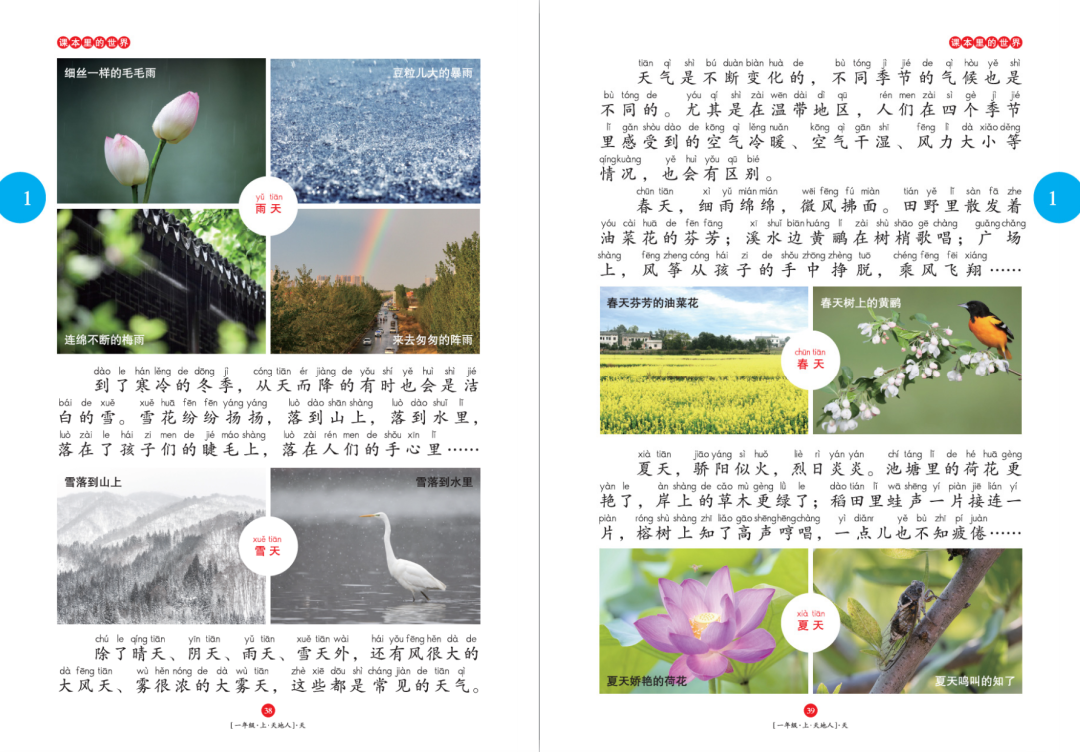 课本里的世界
细丝一样的毛毛雨
豆粒儿大的暴雨
yǔ tiān
雨天
连绵不断的梅雨
来去匆匆的阵雨
dào le hán lěng de dōng jì cóng tiān ér jiàng de yǒu shí yě huì shì jié
到了寒冷的冬季，从天而降的有时也会是洁
bái de xuě xuě huā fēn fēn yáng yáng luò dào shān shàng luò dào shuǐ lǐ
白的雪。雪花纷纷扬扬，落到山上，落到水里，
luò zài le hái zi men de jié máo shàng luò zài rén men de shǒu xīn lǐ
落在了孩子们的睫毛上，落在人们的手心里……
雪落到山上
雪落到水里
xuě tiān
雪天
chú le qíng tiān yīn tiān yǔ tiān xuě tiān wài hái yǒu fēng hěn dà de
除了晴天、阴天、雨天、雪天外，还有风很大的
dà fēng tiān wù hěn nóng de dà wù tiān zhè xiē dōu shì cháng jiàn de tiān qì
大风天、雾很浓的大雾天，这些都是常见的天气。
38
[一年级·上·天地人]·天
1
课本里的世界
tiān qì shì bú duàn biàn huà de bù tóng jì jié de qì hòu yě shì
天气是不断变化的，不同季节的气候也是
bù tóng de yóu qí shì zài wēn dài dì qū rén men zài sì gè jì jié
不同的。尤其是在温带地区，人们在四个季节
lǐ gǎn shòu dào de kōng qì lěng nuǎn kōng qì gān shī fēng lì dà xiǎo děng
里感受到的空气冷暖、空气干湿、风力大小等
qíng kuàng yě huì yǒu qū bié
情况，也会有区别。
chūn tiān xì yǔ mián mián wēi fēng fú miàn tián yě lǐ sàn fā zhe
春天，细雨绵绵，微风拂面。田野里散发着
yóu cài huā de fēn fāng xī shuǐ biān huáng lí zài shù shāo gē chàng guǎng chǎng
油菜花的芬芳；溪水边黄鹂在树梢歌唱；广场
shàng fēng zheng cóng hái zi de shǒu zhōng zhèng tuō chéng fēng fēi xiáng
上，风筝从孩子的手中挣脱，乘风飞翔……
春天芬芳的油菜花
春天树上的黄鹂
chūn tiān
春天
xià tiān jiāo yáng sì huǒ liè rì yán yán chí táng lǐ de hé huā gèng
夏天，骄阳似火，烈日炎炎。池塘里的荷花更
yàn le àn shàng de cǎo mù gèng lǜ le dào tián lǐ wā shēng yí piàn jiē lián yí
艳了，岸上的草木更绿了；稻田里蛙声一片接连一
piàn róng shù shàng zhī liǎo gāo shēng hēng chàng yì diǎnr yě bù zhī pí juàn
片，榕树上知了高声哼唱，一点儿也不知疲倦……
xià tiān
夏天
夏天娇艳的荷花
夏天鸣叫的知了
39
[一年级·上·天地人]·天
1